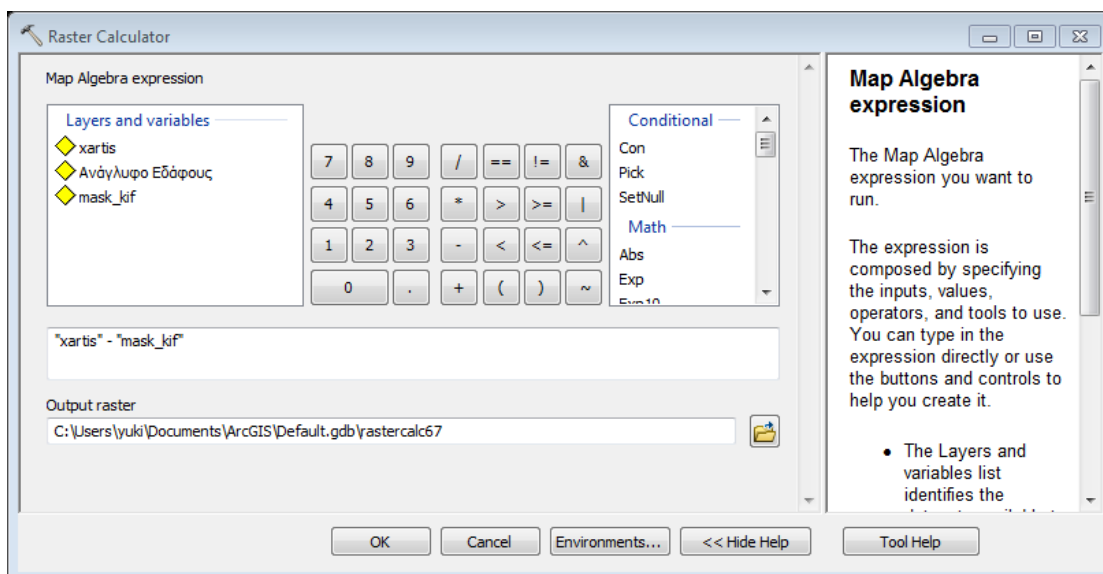 Raster Calculator
Map Algebra expression
Layers and variables
xartis
Ανάγλυφο Εδάφους
mask_kif
7 8 9 / == != &
4 5 6 * > >= |
1 2 3 - < <= ^
0 . + ( ) ~
Conditional
Con
Pick
SetNull
Math
Abs
Exp
Exp10
"xartis" - "mask_kif"
Output raster
C:\Users\yuki\Documents\ArcGIS\Default.gdb\rastercalc67
OK Cancel Environments... << Hide Help Tool Help
Map Algebra
expression
The Map Algebra
expression you want to
run.
The expression is
composed by specifying
the inputs, values,
operators, and tools to use.
You can type in the
expression directly or use
the buttons and controls to
help you create it.
• The Layers and
variables list
identifies the